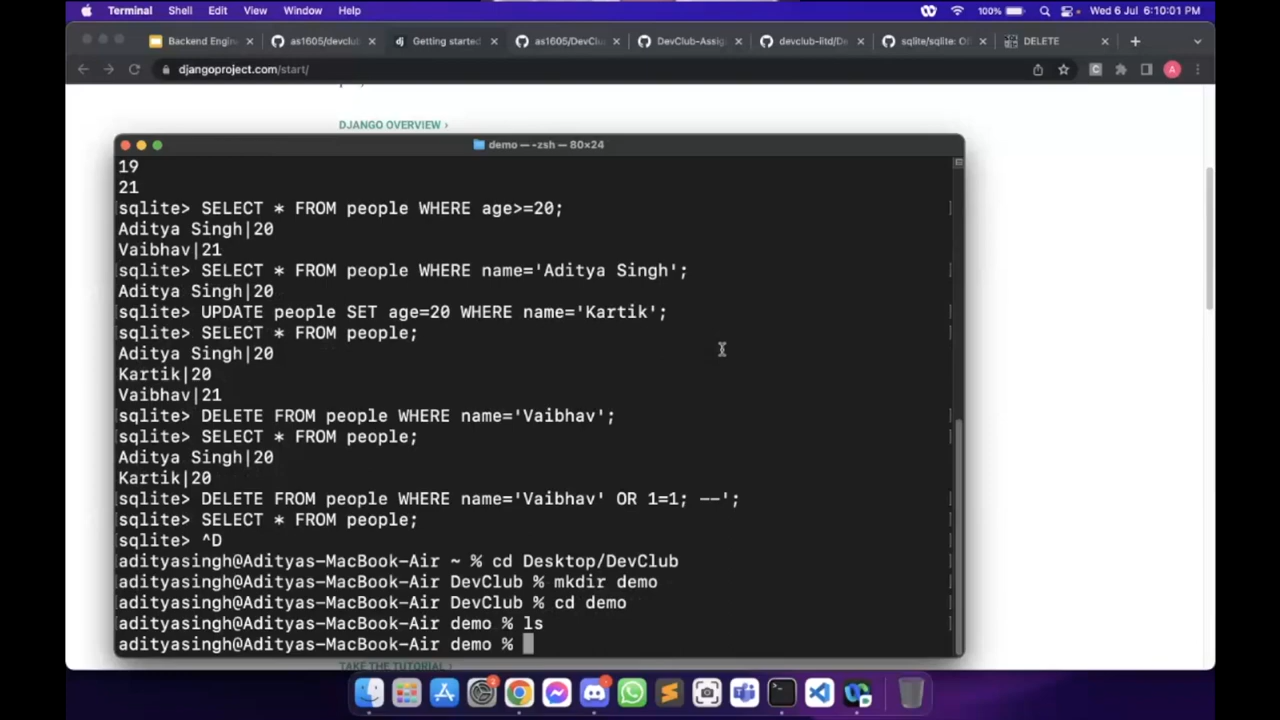 Terminal Shell Edit View Window Help 100% Wed 6 Jul 6:10:01 PM
Backend Engin as1605/devclub Getting started as1605/DevClu DevClub-Assig devclub-iitd/De sqlite/sqlite: Of DELETE
djangoproject.com/start/
DJANGO OVERVIEW ›
demo — -zsh — 80×24
19
21
sqlite> SELECT * FROM people WHERE age>=20;
Aditya Singh|20
Vaibhav|21
sqlite> SELECT * FROM people WHERE name='Aditya Singh';
Aditya Singh|20
sqlite> UPDATE people SET age=20 WHERE name='Kartik';
sqlite> SELECT * FROM people;
Aditya Singh|20
Kartik|20
Vaibhav|21
sqlite> DELETE FROM people WHERE name='Vaibhav';
sqlite> SELECT * FROM people;
Aditya Singh|20
Kartik|20
sqlite> DELETE FROM people WHERE name='Vaibhav' OR 1=1; --';
sqlite> SELECT * FROM people;
sqlite> ^D
adityasingh@Adityas-MacBook-Air ~ % cd Desktop/DevClub
adityasingh@Adityas-MacBook-Air DevClub % mkdir demo
adityasingh@Adityas-MacBook-Air DevClub % cd demo
adityasingh@Adityas-MacBook-Air demo % ls
adityasingh@Adityas-MacBook-Air demo %
TAKE THE TUTORIAL ›